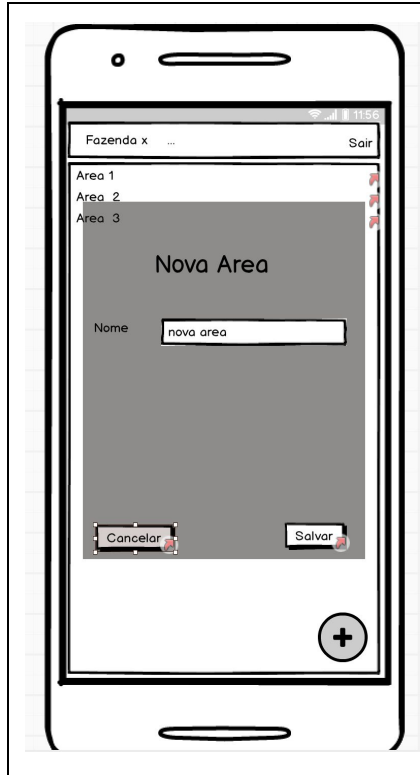 11:56
Fazenda x ... Sair
Area 1
Area 2
Area 3
Nova Area
Nome nova area
Cancelar Salvar
+